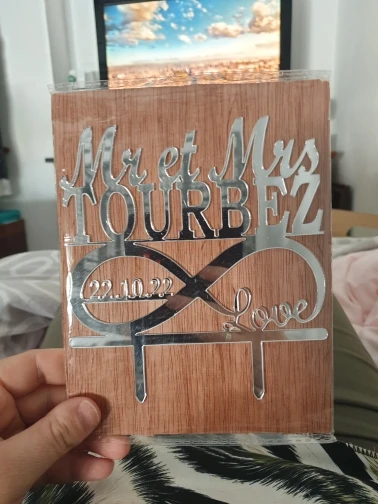 Mr et Mrs
TOURBEZ
22.10.22 Love